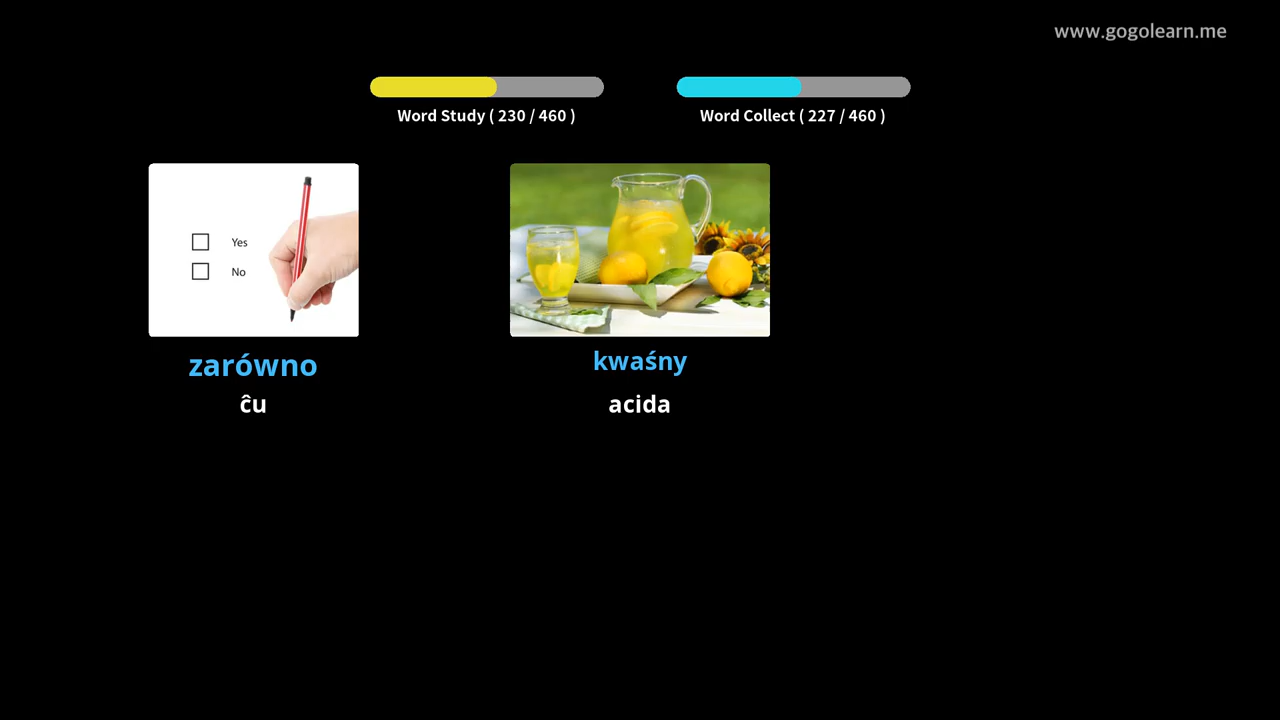 www.gogolearn.me
Word Study ( 230 / 460 )
Word Collect ( 227 / 460 )
Yes
No
zarówno
ĉu
kwaśny
acida